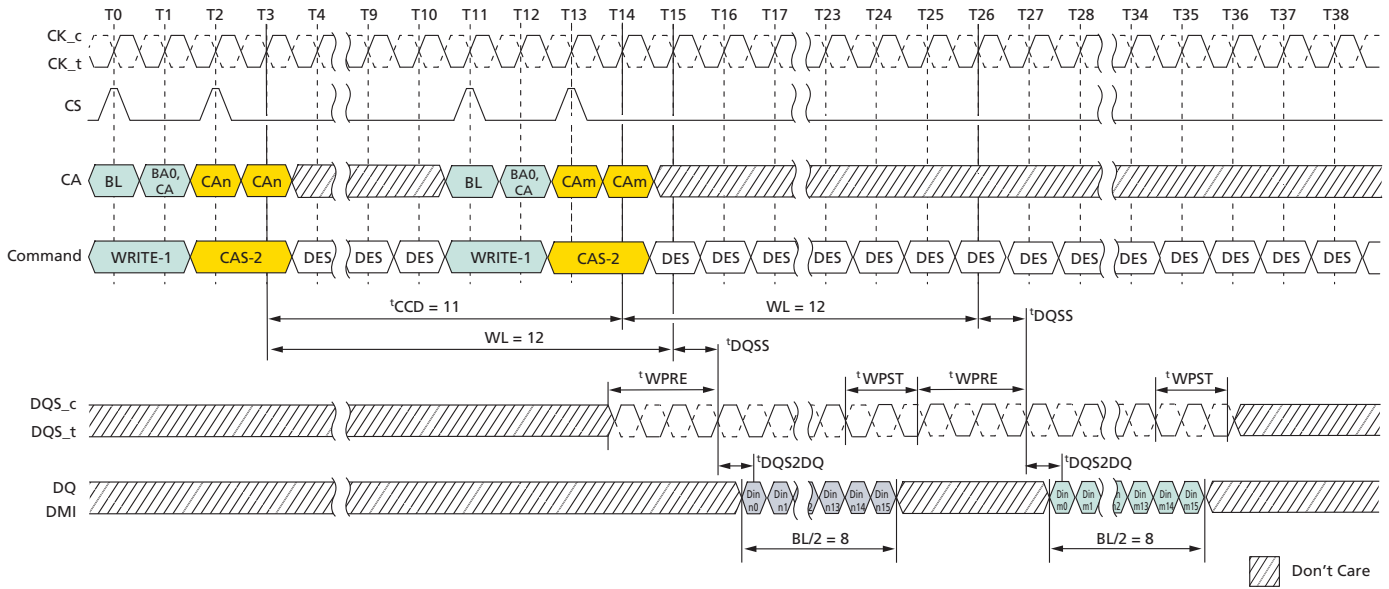 T0 T1 T2 T3 T4 T9 T10 T11 T12 T13 T14 T15 T16 T17 T23 T24 T25 T26 T27 T28 T34 T35 T36 T37 T38
CK_c
CK_t
CS
CA BL BA0, CA CAn CAn BL BA0, CA CAm CAm
Command WRITE-1 CAS-2 DES DES DES WRITE-1 CAS-2 DES DES DES DES DES DES DES DES DES DES DES DES DES DES
tCCD = 11 WL = 12 tDQSS
WL = 12 tDQSS
tWPRE tWPST tWPRE tWPST
DQS_c
DQS_t
tDQS2DQ tDQS2DQ
DQ
DMI
Din n0 Din n1 2 Din n13 Din n14 Din n15 Din m0 Din m1 n m2 Din m13 Din m14 Din m15
BL/2 = 8 BL/2 = 8
Don't Care